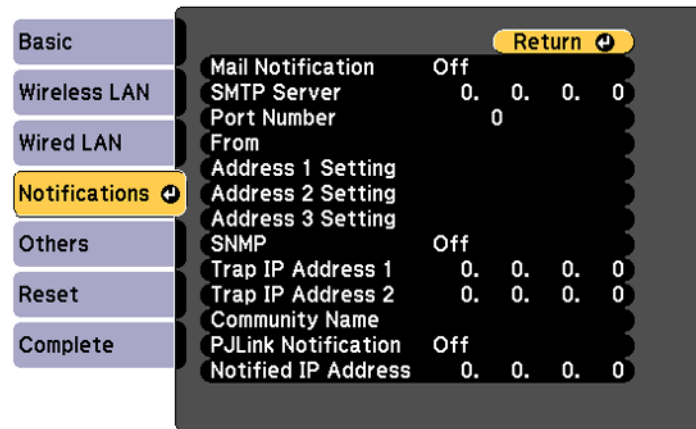 Basic
Wireless LAN
Wired LAN
Notifications
Others
Reset
Complete
Return
Mail Notification Off
SMTP Server 0. 0. 0. 0
Port Number 0
From
Address 1 Setting
Address 2 Setting
Address 3 Setting
SNMP Off
Trap IP Address 1 0. 0. 0. 0
Trap IP Address 2 0. 0. 0. 0
Community Name
PJLink Notification Off
Notified IP Address 0. 0. 0. 0